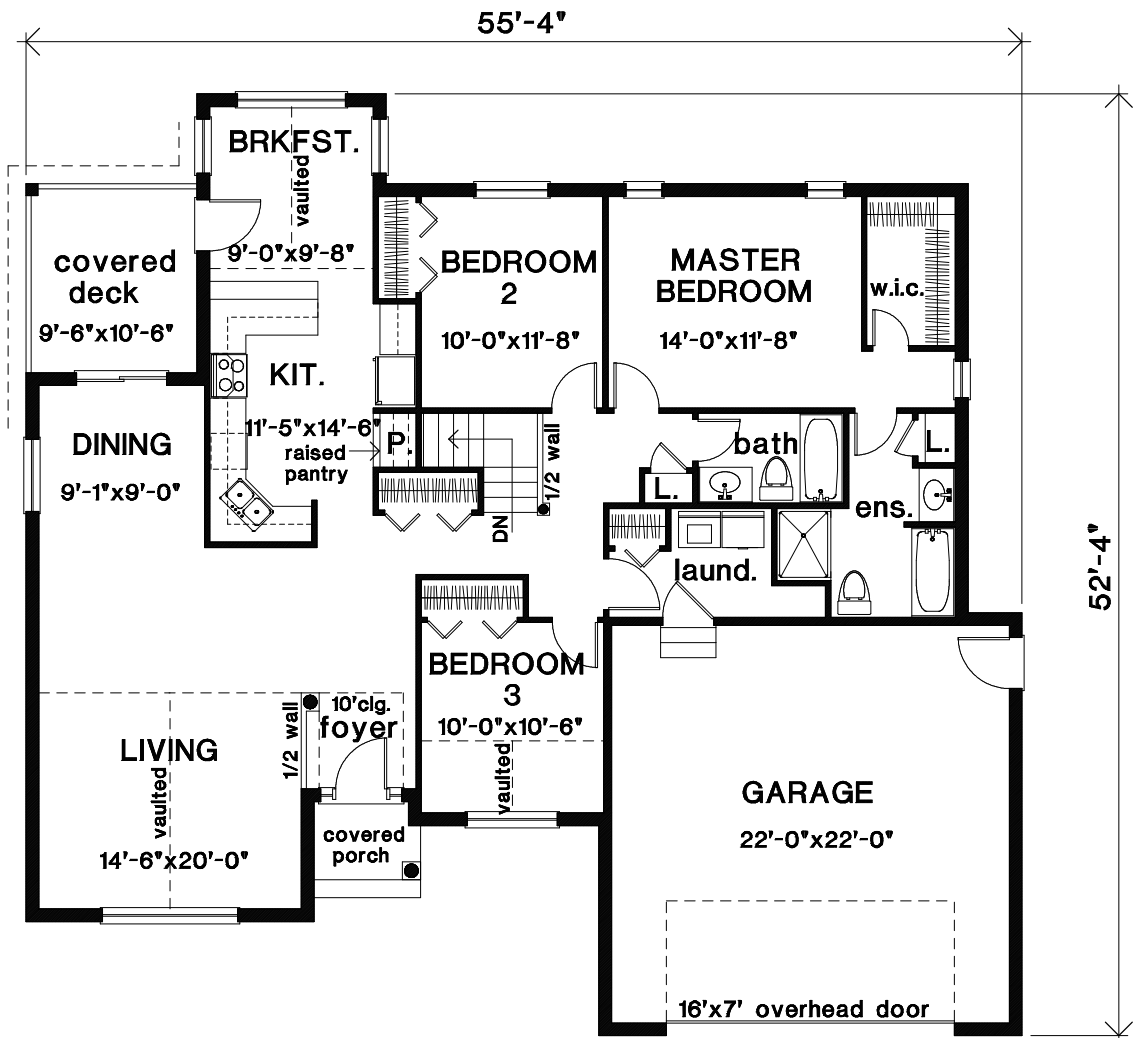 55'-4"
BRKFST.
vaulted
9'-0"x9'-8"
covered
deck
9'-6"x10'-6"
BEDROOM
2
10'-0"x11'-8"
MASTER
BEDROOM
14'-0"x11'-8"
w.i.c.
KIT.
11'-5"x14'-6"
raised
pantry
P.
DINING
9'-1"x9'-0"
1/2 wall
DN
bath
L.
L.
ens.
laund.
52'-4"
BEDROOM
3
10'-0"x10'-6"
vaulted
10'clg.
foyer
1/2 wall
LIVING
vaulted
14'-6"x20'-0"
covered
porch
GARAGE
22'-0"x22'-0"
16'x7' overhead door